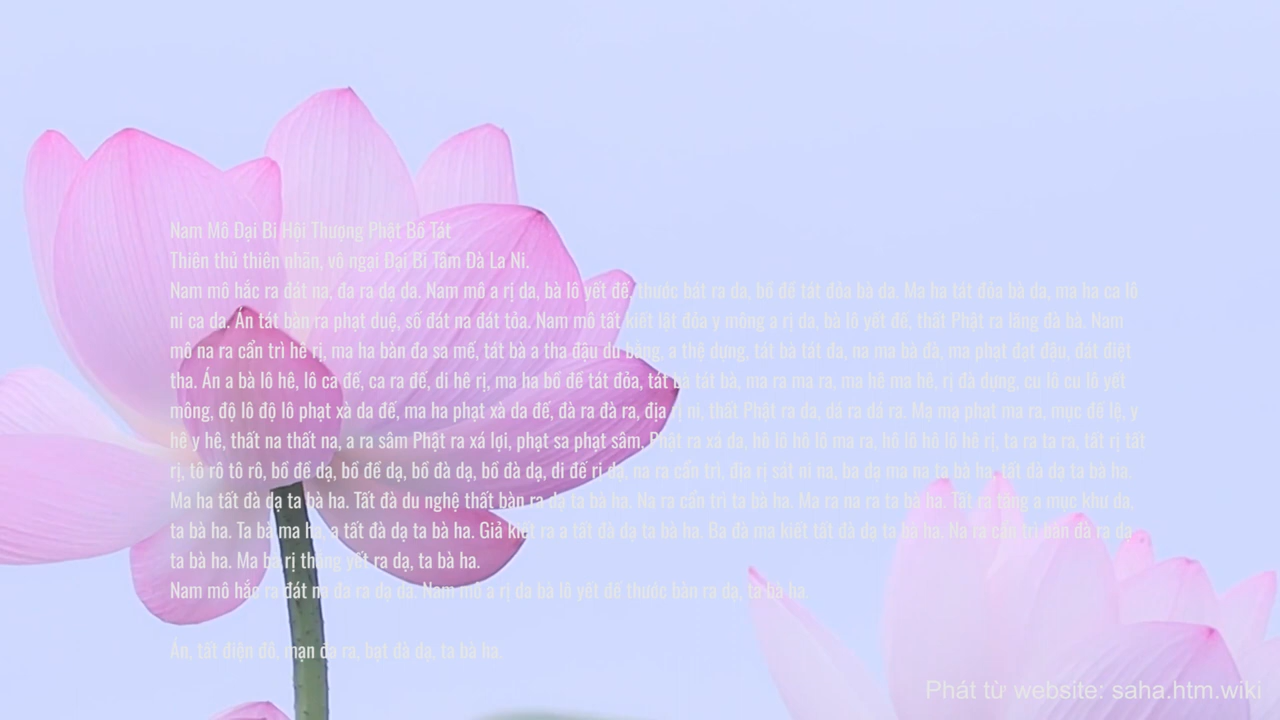 Nam Mô Đại Bi Hội Thượng Phật Bồ Tát
Thiên thủ thiên nhãn, vô ngại Đại Bi Tâm Đà La Ni.
Nam mô hắc ra đát na, đa ra dạ da. Nam mô a rị da, bà lô yết đế, thước bát ra da, bồ đề tát đỏa bà da. Ma ha tát đỏa bà da, ma ha ca lô
ni ca da. Án tát bàn ra phạt duệ, số đát na đát tỏa. Nam mô tất kiết lật đỏa y mông a rị da, bà lô yết đế, thất Phật ra lăng đà bà. Nam
mô na ra cẩn trì hê rị, ma ha bàn đa sa mế, tát bà a tha đậu du bằng, a thệ dựng, tát bà tát đa, na ma bà đà, ma phạt đạt đậu, đát điệt
tha. Án a bà lô hê, lô ca đế, ca ra đế, di hê rị, ma ha bồ đề tát đỏa, tát bà tát bà, ma ra ma ra, ma hê ma hê, rị đà dựng, cu lô cu lô yết
mông, độ lô độ lô phạt xà da đế, ma ha phạt xà da đế, đà ra đà ra, địa rị ni, thất Phật ra da, dá ra dá ra. Mạ mạ phạt ma ra, mục đế lệ, y
hê y hê, thất na thất na, a ra sâm Phật ra xá lợi, phạt sa phạt sâm. Phật ra xá da, hô lô hô lô ma ra, hô lô hô lô hê rị, ta ra ta ra, tất rị tất
rị, tô rô tô rô, bồ đề dạ, bồ đề dạ, bồ đà dạ, bồ đà dạ, di đế rị dạ, na ra cẩn trì, địa rị sắt ni na, ba dạ ma na ta bà ha, tất đà dạ ta bà ha.
Ma ha tất đà dạ ta bà ha. Tất đà du nghệ thất bàn ra dạ ta bà ha. Na ra cẩn trì ta bà ha. Ma ra na ra ta bà ha. Tất ra tăng a mục khư da,
ta bà ha. Ta bà ma ha, a tất đà dạ ta bà ha. Giả kiết ra a tất đà dạ ta bà ha. Ba đà ma kiết tất đà dạ ta bà ha. Na ra cẩn trì bàn đà ra dạ
ta bà ha. Ma bà rị thắng yết ra dạ, ta bà ha.
Nam mô hắc ra đát na đa ra dạ da. Nam mô a rị da bà lô yết đế thước bàn ra dạ, ta bà ha.
Án, tất điện đô, mạn đa ra, bạt đà dạ, ta bà ha.
Phát từ website: saha.htm.wiki